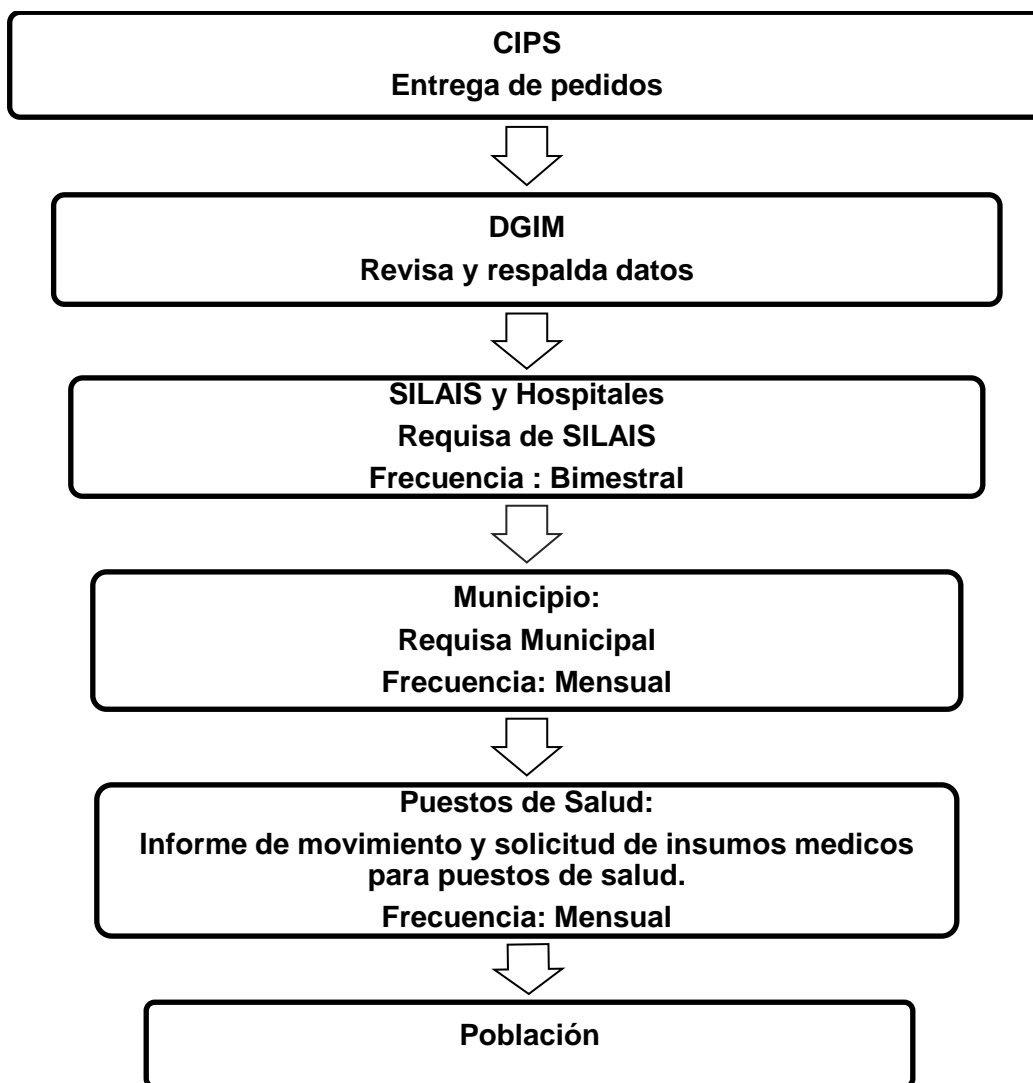 CIPS
Entrega de pedidos
DGIM
Revisa y respalda datos
SILAIS y Hospitales
Requisa de SILAIS
Frecuencia : Bimestral
Municipio:
Requisa Municipal
Frecuencia: Mensual
Puestos de Salud:
Informe de movimiento y solicitud de insumos medicos
para puestos de salud.
Frecuencia: Mensual
Población